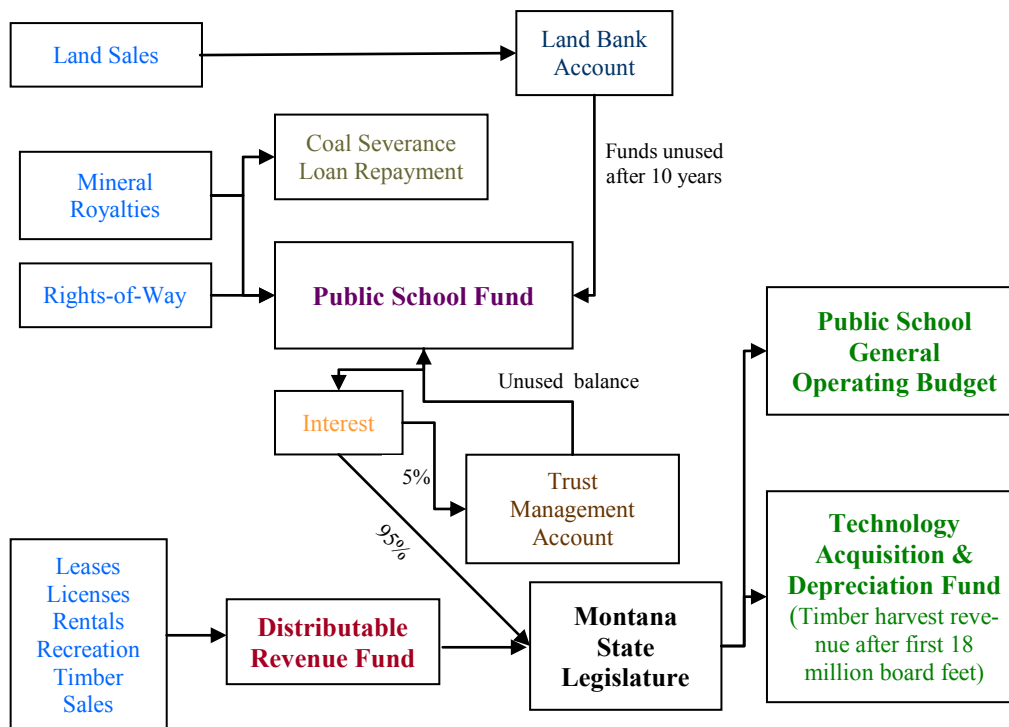 Land Sales
Land Bank
Account
Coal Severance
Loan Repayment
Funds unused
after 10 years
Mineral
Royalties
Rights-of-Way
Public School Fund
Public School
General
Operating Budget
Unused balance
Interest
5%
95%
Trust
Management
Account
Technology
Acquisition &
Depreciation Fund
(Timber harvest reve-
nue after first 18
million board feet)
Leases
Licenses
Rentals
Recreation
Timber
Sales
Distributable
Revenue Fund
Montana
State
Legislature